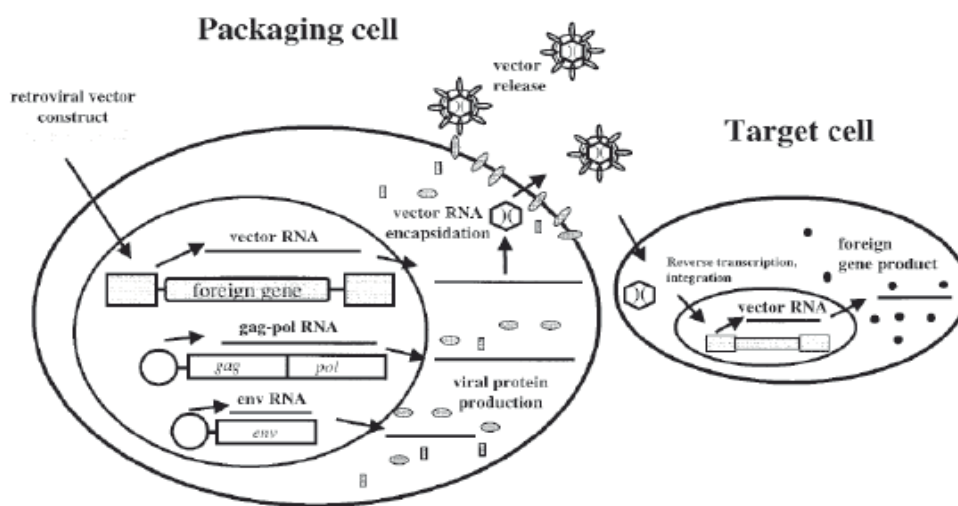 Packaging cell
retroviral vector
construct
vector
release
Target cell
vector RNA
encapsidation
vector RNA
foreign gene
gag-pol RNA
gag
pol
env RNA
env
viral protein
production
foreign
gene product
Reverse transcription,
integration
vector RNA